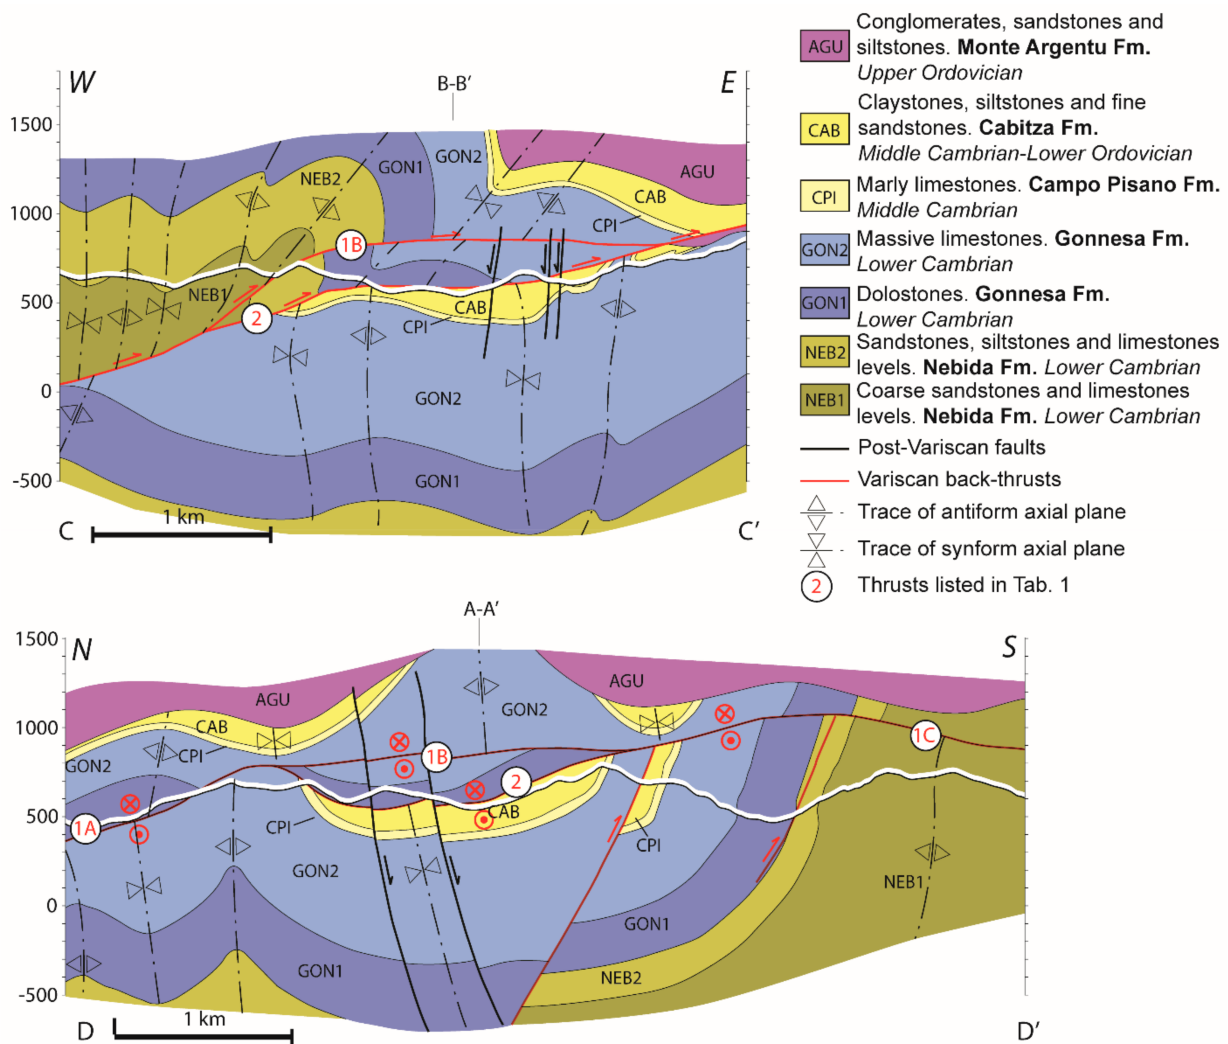 W
B-B'
E
1500
1000
500
0
-500
GON1
GON2
NEB2
AGU
CAB
CPI
1B
NEB1
2
CAB
CPI
GON2
GON1
1 km
C
C'
AGU
Conglomerates, sandstones and
siltstones. Monte Argentu Fm.
Upper Ordovician
CAB
Claystones, siltstones and fine
sandstones. Cabitza Fm.
Middle Cambrian-Lower Ordovician
CPI
Marly limestones. Campo Pisano Fm.
Middle Cambrian
GON2
Massive limestones. Gonnesa Fm.
Lower Cambrian
GON1
Dolostones. Gonnesa Fm.
Lower Cambrian
NEB2
Sandstones, siltstones and limestones
levels. Nebida Fm. Lower Cambrian
NEB1
Coarse sandstones and limestones
levels. Nebida Fm. Lower Cambrian
Post-Variscan faults
Variscan back-thrusts
Trace of antiform axial plane
Trace of synform axial plane
2
Thrusts listed in Tab. 1
N
A-A'
S
1500
1000
500
0
-500
AGU
CAB
CPI
GON2
GON2
AGU
1B
1C
2
1A
CPI
CAB
CPI
GON2
NEB1
GON1
GON1
NEB2
1 km
D
D'